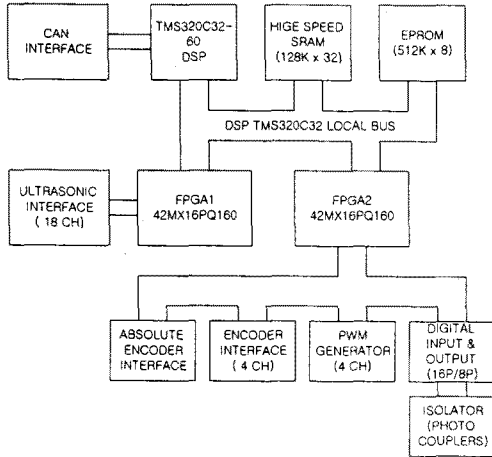 CAN
INTERFACE
TMS320C32-
60
DSP
HIGE SPEED
SRAM
(128K x 32)
EPROM
(512K x 8)
DSP TMS320C32 LOCAL BUS
ULTRASONIC
INTERFACE
( 18 CH)
FPGA1
42MX16PQ160
FPGA2
42MX16PQ160
ABSOLUTE
ENCODER
INTERFACE
ENCODER
INTERFACE
( 4 CH)
PWM
GENERATOR
(4 CH)
DIGITAL
INPUT &
OUTPUT
(16P/8P)
ISOLATOR
(PHOTO
COUPLERS)